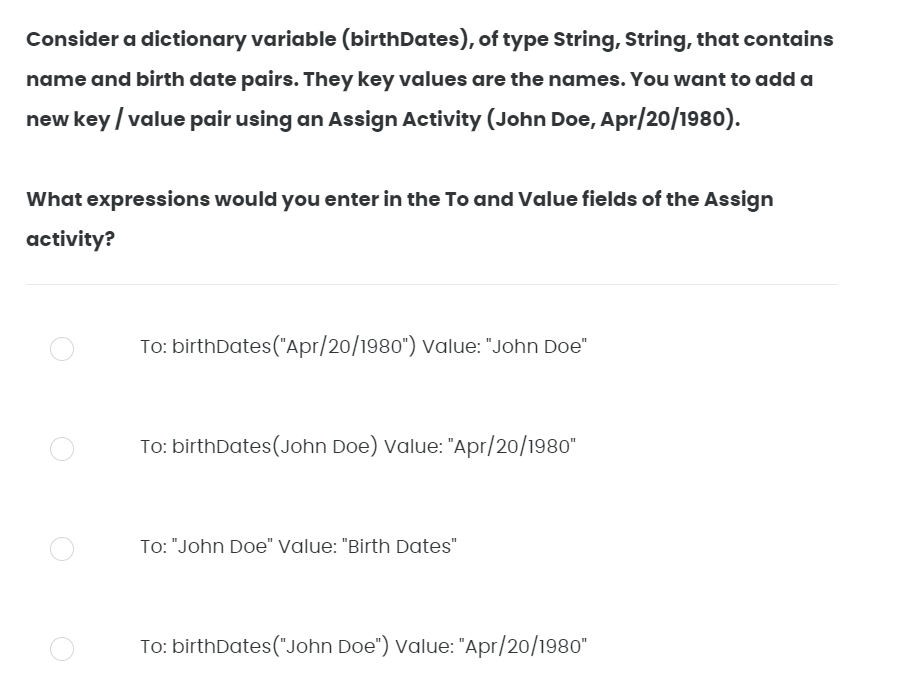 Consider a dictionary variable (birthDates), of type String, String, that contains
name and birth date pairs. They key values are the names. You want to add a
new key / value pair using an Assign Activity (John Doe, Apr/20/1980).
What expressions would you enter in the To and Value fields of the Assign
activity?
To: birthDates("Apr/20/1980") Value: "John Doe"
To: birthDates(John Doe) Value: "Apr/20/1980"
To: "John Doe" Value: "Birth Dates"
To: birthDates("John Doe") Value: "Apr/20/1980"